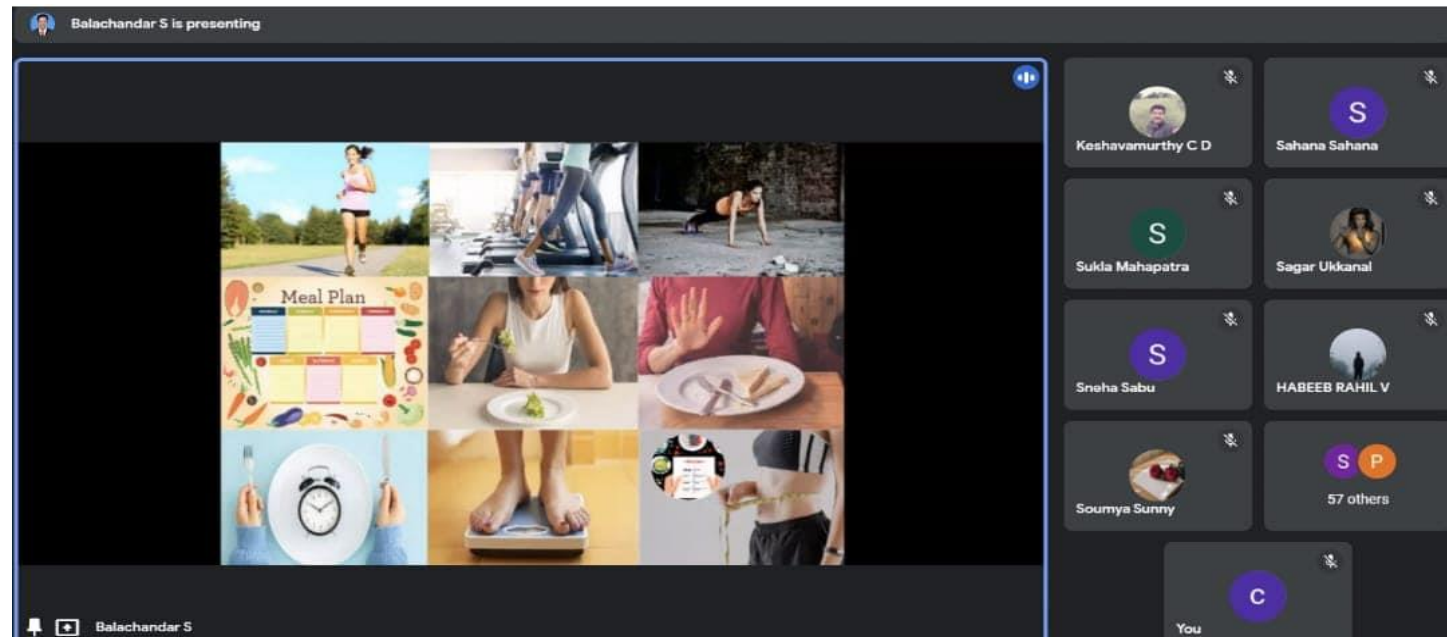 Balachandar S is presenting
Meal Plan
Keshavamurthy C D
S
Sahana Sahana
S
Sukla Mahapatra
Sagar Ukkanal
S
Sneha Sabu
HABEEB RAHIL V
Soumya Sunny
S P
57 others
C
You
Balachandar S